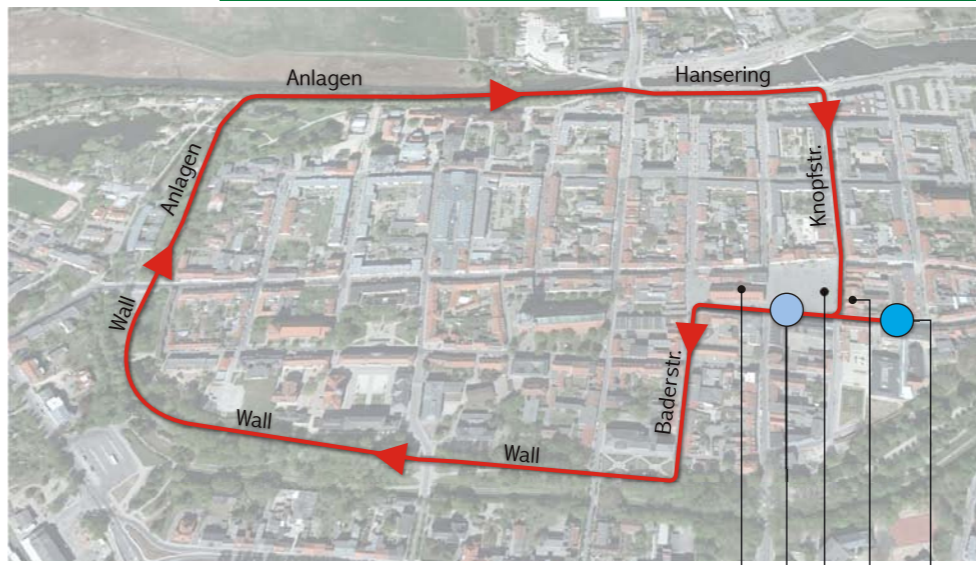 Anlagen
Hansering
Anlagen
Knopfstr.
Wall
Baderstr.
Wall
Wall